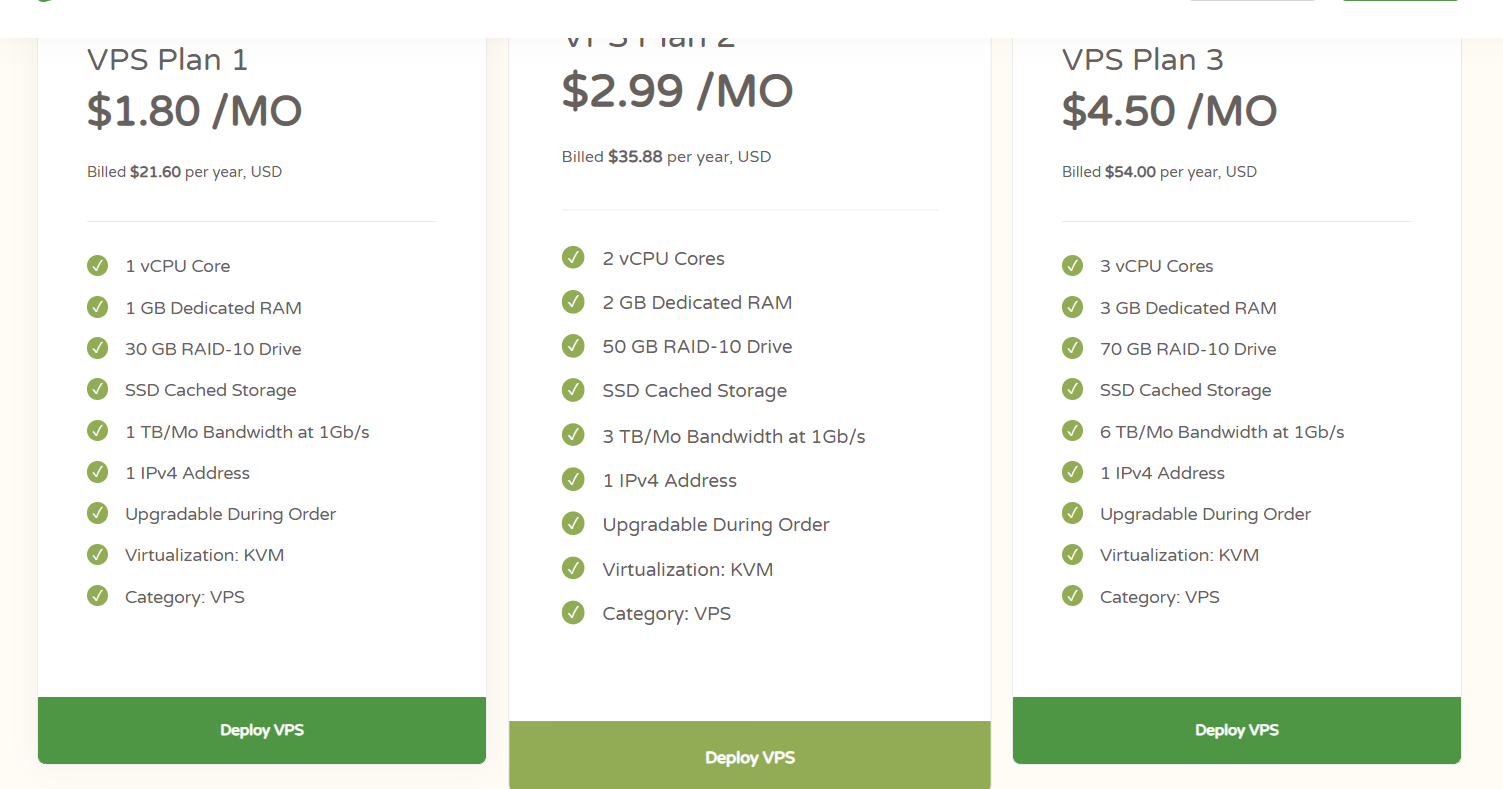 VPS Plan 1
$1.80 /MO
Billed $21.60 per year, USD
1 vCPU Core
1 GB Dedicated RAM
30 GB RAID-10 Drive
SSD Cached Storage
1 TB/Mo Bandwidth at 1Gb/s
1 IPv4 Address
Upgradable During Order
Virtualization: KVM
Category: VPS
Deploy VPS
VPS Plan 2
$2.99 /MO
Billed $35.88 per year, USD
2 vCPU Cores
2 GB Dedicated RAM
50 GB RAID-10 Drive
SSD Cached Storage
3 TB/Mo Bandwidth at 1Gb/s
1 IPv4 Address
Upgradable During Order
Virtualization: KVM
Category: VPS
Deploy VPS
VPS Plan 3
$4.50 /MO
Billed $54.00 per year, USD
3 vCPU Cores
3 GB Dedicated RAM
70 GB RAID-10 Drive
SSD Cached Storage
6 TB/Mo Bandwidth at 1Gb/s
1 IPv4 Address
Upgradable During Order
Virtualization: KVM
Category: VPS
Deploy VPS